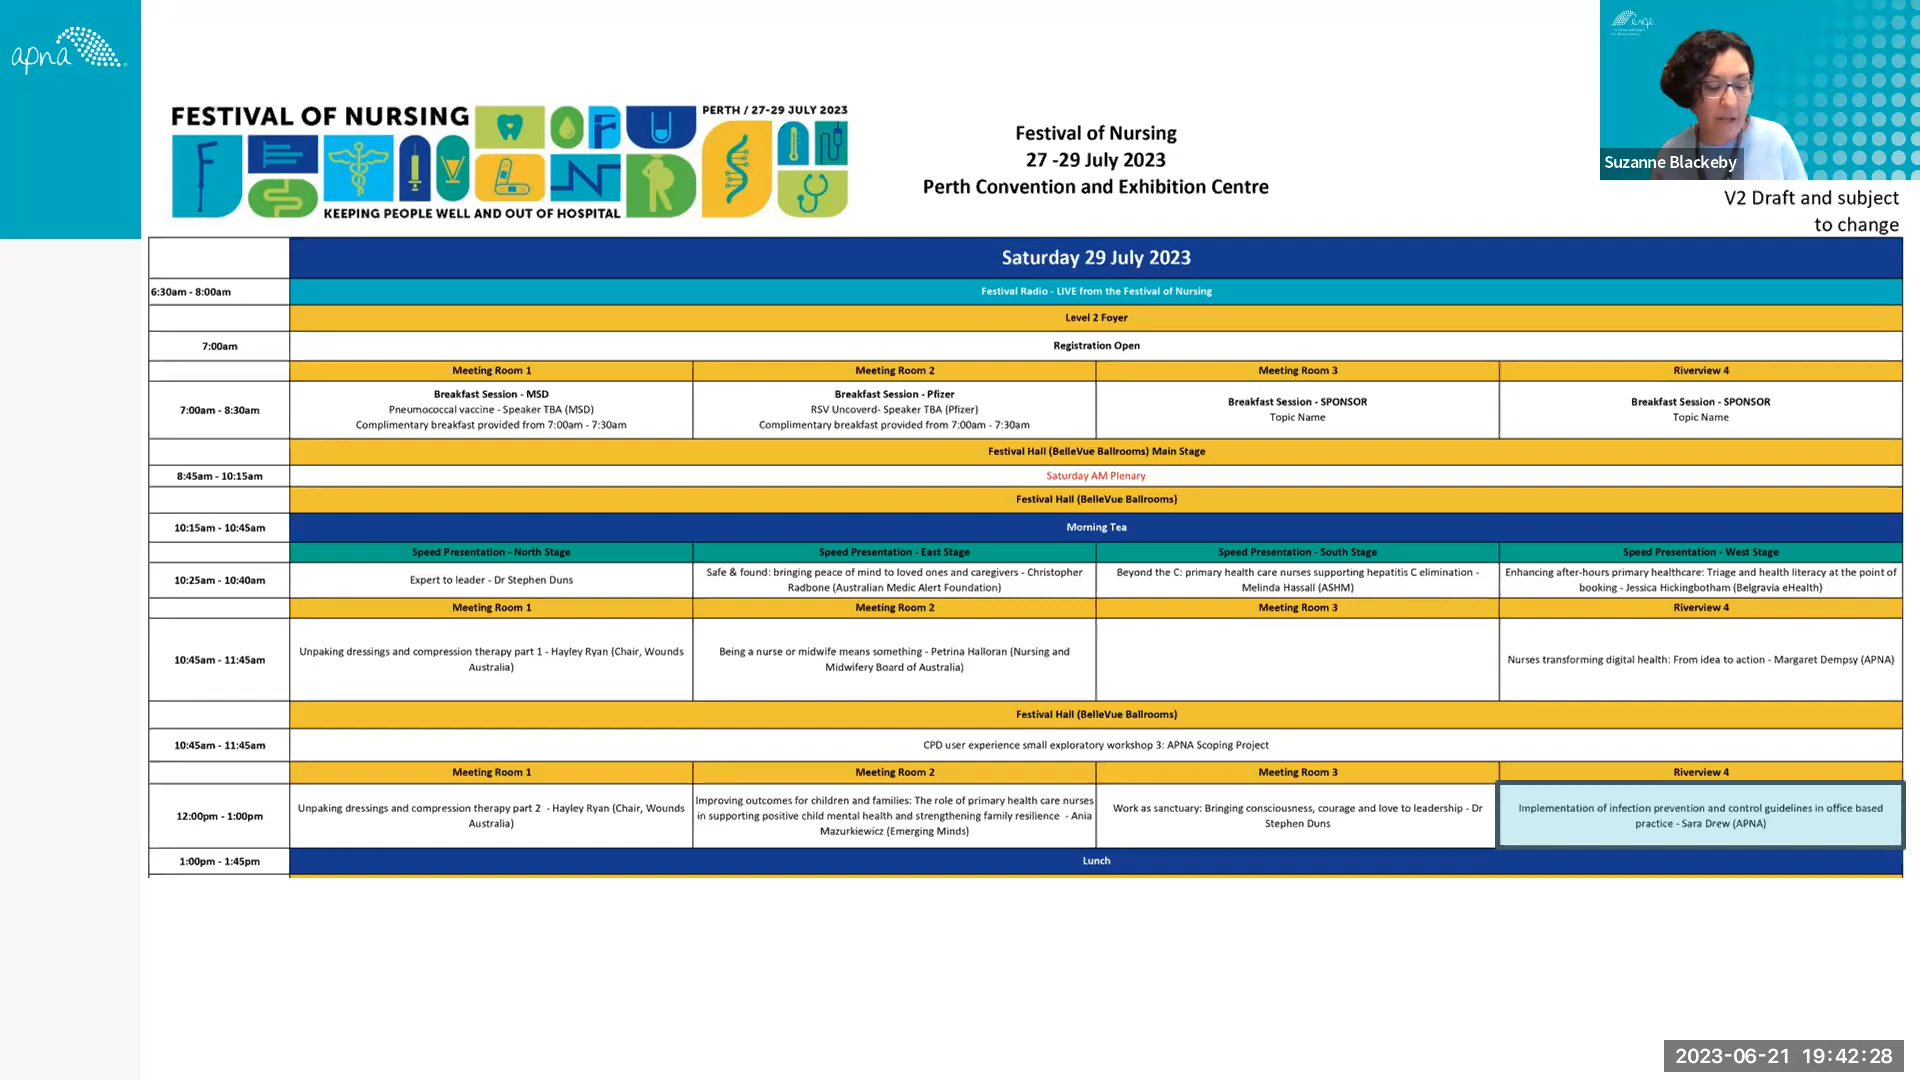 apna
FESTIVAL OF NURSING
PERTH / 27-29 JULY 2023
KEEPING PEOPLE WELL AND OUT OF HOSPITAL
Festival of Nursing
27 -29 July 2023
Perth Convention and Exhibition Centre
Suzanne Blackeby
V2 Draft and subject
to change
Saturday 29 July 2023
6:30am - 8:00am
Festival Radio - LIVE from the Festival of Nursing
Level 2 Foyer
7:00am
Registration Open
Meeting Room 1
Meeting Room 2
Meeting Room 3
Riverview 4
7:00am - 8:30am
Breakfast Session - MSD
Pneumococcal vaccine - Speaker TBA (MSD)
Complimentary breakfast provided from 7:00am - 7:30am
Breakfast Session - Pfizer
RSV Uncoverd- Speaker TBA (Pfizer)
Complimentary breakfast provided from 7:00am - 7:30am
Breakfast Session - SPONSOR
Topic Name
Breakfast Session - SPONSOR
Topic Name
Festival Hall (BelleVue Ballrooms) Main Stage
8:45am - 10:15am
Saturday AM Plenary
Festival Hall (BelleVue Ballrooms)
10:15am - 10:45am
Morning Tea
Speed Presentation - North Stage
Speed Presentation - East Stage
Speed Presentation - South Stage
Speed Presentation - West Stage
10:25am - 10:40am
Expert to leader - Dr Stephen Duns
Safe & found: bringing peace of mind to loved ones and caregivers - Christopher
Radbone (Australian Medic Alert Foundation)
Beyond the C: primary health care nurses supporting hepatitis C elimination -
Melinda Hassall (ASHM)
Enhancing after-hours primary healthcare: Triage and health literacy at the point of
booking - Jessica Hickingbotham (Belgravia eHealth)
Meeting Room 1
Meeting Room 2
Meeting Room 3
Riverview 4
10:45am - 11:45am
Unpaking dressings and compression therapy part 1 - Hayley Ryan (Chair, Wounds
Australia)
Being a nurse or midwife means something - Petrina Halloran (Nursing and
Midwifery Board of Australia)
Nurses transforming digital health: From idea to action - Margaret Dempsy (APNA)
Festival Hall (BelleVue Ballrooms)
10:45am - 11:45am
CPD user experience small exploratory workshop 3: APNA Scoping Project
Meeting Room 1
Meeting Room 2
Meeting Room 3
Riverview 4
12:00pm - 1:00pm
Unpaking dressings and compression therapy part 2 - Hayley Ryan (Chair, Wounds
Australia)
Improving outcomes for children and families: The role of primary health care nurses
in supporting positive child mental health and strengthening family resilience - Ania
Mazurkiewicz (Emerging Minds)
Work as sanctuary: Bringing consciousness, courage and love to leadership - Dr
Stephen Duns
Implementation of infection prevention and control guidelines in office based
practice - Sara Drew (APNA)
1:00pm - 1:45pm
Lunch
2023-06-21 19:42:28